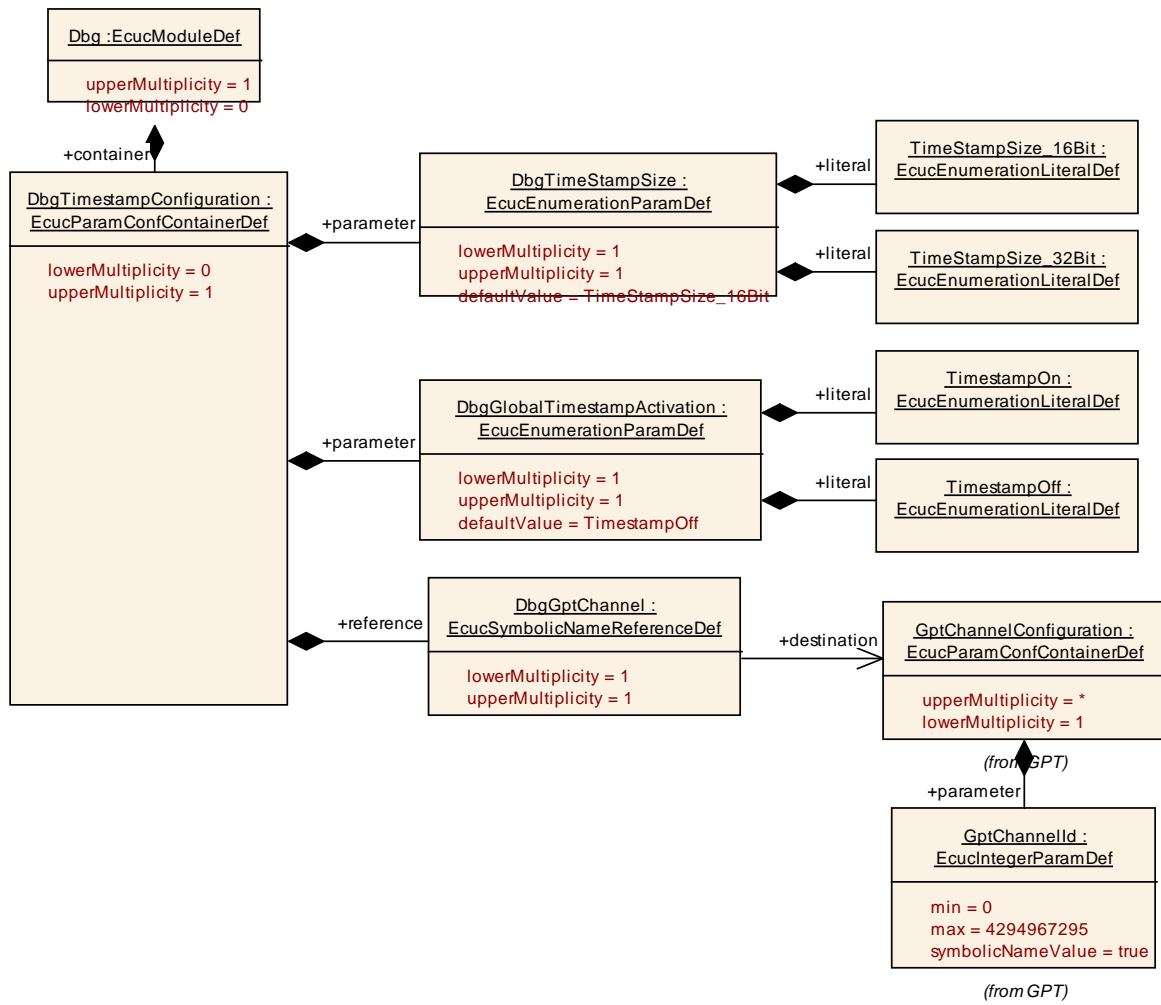 Dbg :EcucModuleDef
upperMultiplicity = 1
lowerMultiplicity = 0
+container
DbgTimestampConfiguration :
EcucParamConfContainerDef
lowerMultiplicity = 0
upperMultiplicity = 1
+parameter
DbgTimeStampSize :
EcucEnumerationParamDef
lowerMultiplicity = 1
upperMultiplicity = 1
defaultValue = TimeStampSize_16Bit
+literal
TimeStampSize_16Bit :
EcucEnumerationLiteralDef
+literal
TimeStampSize_32Bit :
EcucEnumerationLiteralDef
+parameter
DbgGlobalTimestampActivation :
EcucEnumerationParamDef
lowerMultiplicity = 1
upperMultiplicity = 1
defaultValue = TimestampOff
+literal
TimestampOn :
EcucEnumerationLiteralDef
+literal
TimestampOff :
EcucEnumerationLiteralDef
+reference
DbgGptChannel :
EcucSymbolicNameReferenceDef
lowerMultiplicity = 1
upperMultiplicity = 1
+destination
GptChannelConfiguration :
EcucParamConfContainerDef
upperMultiplicity = *
lowerMultiplicity = 1
(from GPT)
+parameter
GptChannelId :
EcucIntegerParamDef
min = 0
max = 4294967295
symbolicNameValue = true
(from GPT)